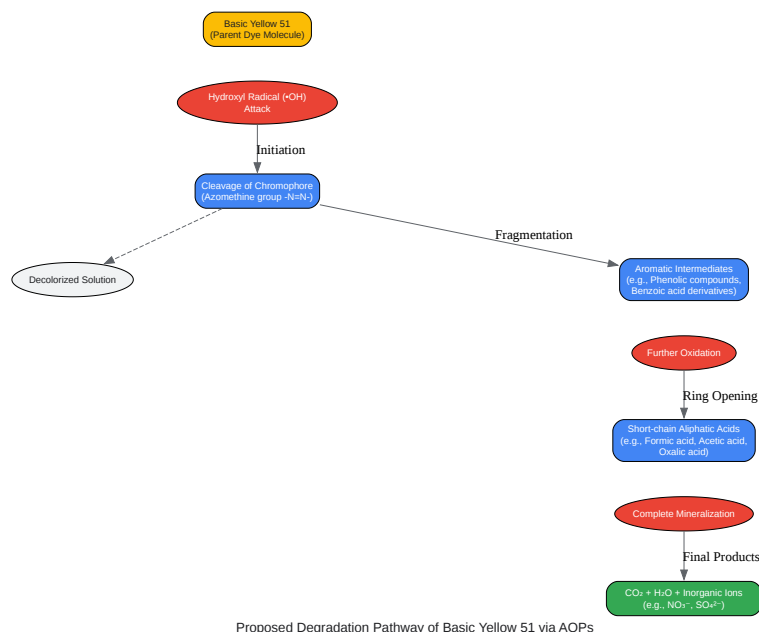 Basic Yellow 51
(Parent Dye Molecule)
Hydroxyl Radical (•OH)
Attack
Initiation
Cleavage of Chromophore
(Azomethine group -N=N-)
Fragmentation
Decolorized Solution
Aromatic Intermediates
(e.g., Phenolic compounds,
Benzoic acid derivatives)
Further Oxidation
Ring Opening
Short-chain Aliphatic Acids
(e.g., Formic acid, Acetic acid,
Oxalic acid)
Complete Mineralization
Final Products
CO₂ + H₂O + Inorganic Ions
(e.g., NO₃⁻, SO₄²⁻)
Proposed Degradation Pathway of Basic Yellow 51 via AOPs